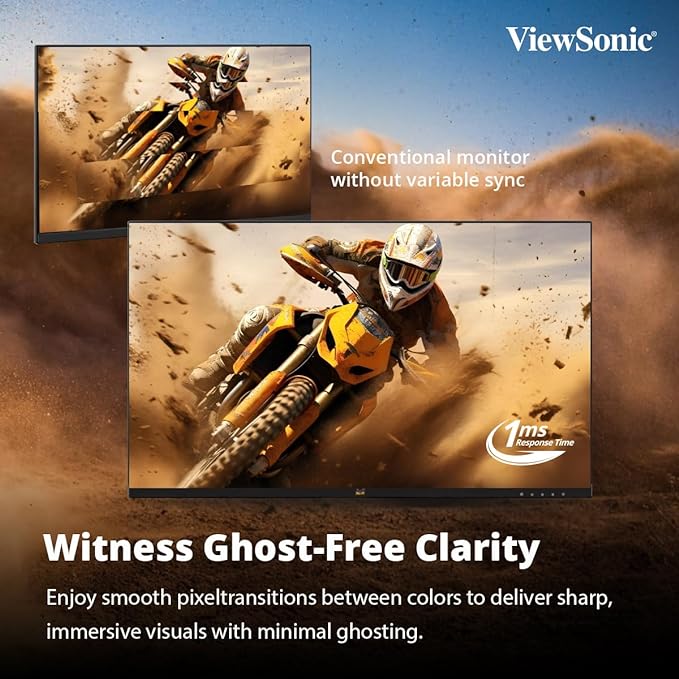 ViewSonic®
Conventional monitor
without variable sync
1ms
Response Time
Witness Ghost-Free Clarity
Enjoy smooth pixeltransitions between colors to deliver sharp,
immersive visuals with minimal ghosting.